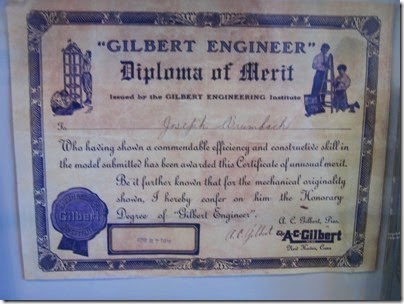 "GILBERT ENGINEER"
Diploma of Merit
Issued by the GILBERT ENGINEERING Institute
To Joseph
Who having shown a commendable efficiency and constructive skill in
the model submitted has been awarded this Certificate of unusual merit.
Be it further known that for the mechanical originality
shown, I hereby confer on him the Honorary
Degree of "Gilbert Engineer".
A. C. Gilbert, Pres.
A.C. Gilbert
A.C. Gilbert
New Haven, Conn
Gilbert